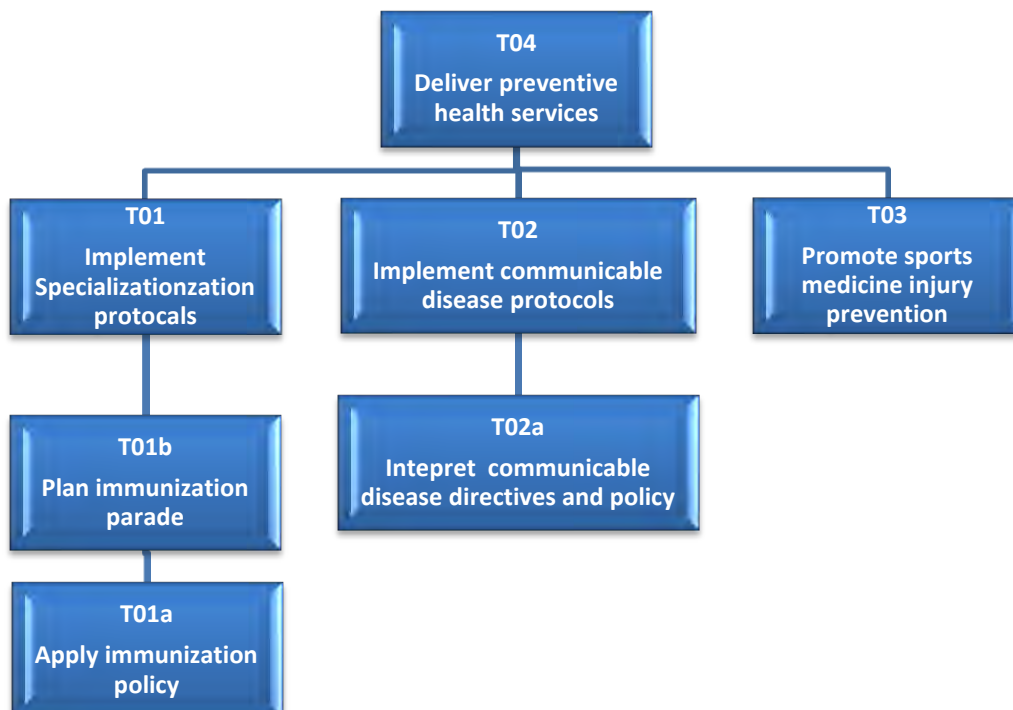 T04
Deliver preventive
health services
T01
Implement
Specializationzation
protocals
T02
Implement communicable
disease protocols
T03
Promote sports
medicine injury
prevention
T01b
Plan immunization
parade
T02a
Intepret communicable
disease directives and policy
T01a
Apply immunization
policy